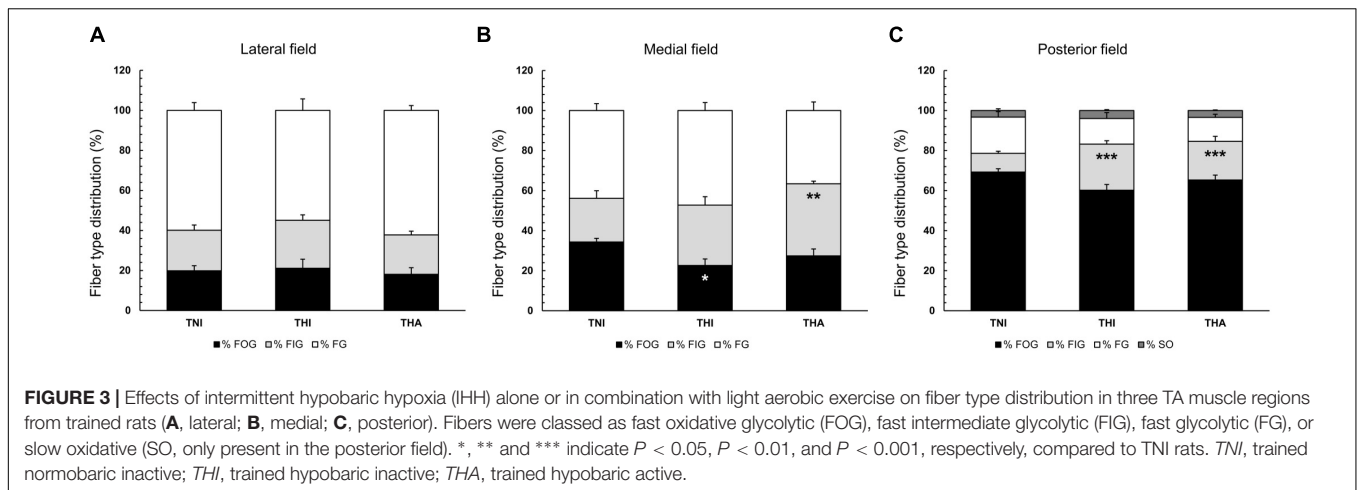 A
Lateral field
Fiber type distribution (%)
120
100
80
60
40
20
0
TNI THI THA
■ % FOG ■ % FIG □ % FG
B
Medial field
Fiber type distribution (%)
120
100
80
60
40
20
0
*
**
TNI THI THA
■ % FOG ■ % FIG □ % FG
C
Posterior field
Fiber type distribution (%)
120
100
80
60
40
20
0
*** ***
TNI THI THA
■ % FOG ■ % FIG □ % FG ■ % SO
FIGURE 3 | Effects of intermittent hypobaric hypoxia (IHH) alone or in combination with light aerobic exercise on fiber type distribution in three TA muscle regions
from trained rats (A, lateral; B, medial; C, posterior). Fibers were classed as fast oxidative glycolytic (FOG), fast intermediate glycolytic (FIG), fast glycolytic (FG), or
slow oxidative (SO, only present in the posterior field). *, ** and *** indicate P < 0.05, P < 0.01, and P < 0.001, respectively, compared to TNI rats. TNI, trained
normobaric inactive; THI, trained hypobaric inactive; THA, trained hypobaric active.